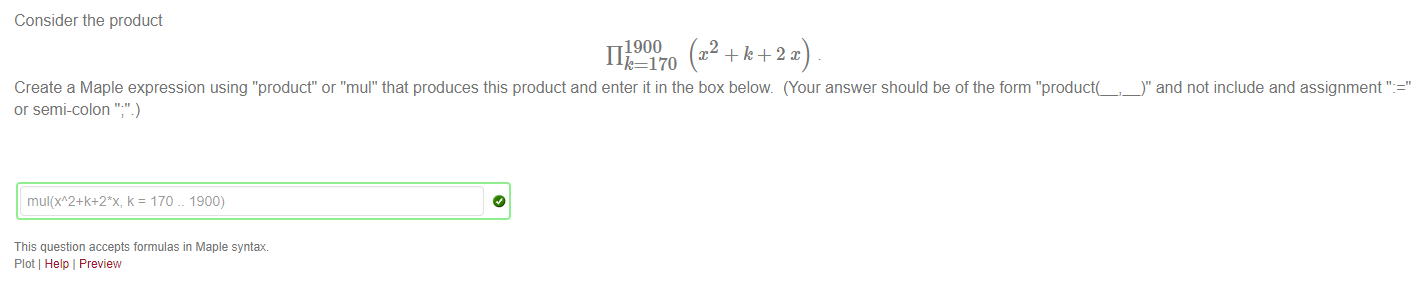 Consider the product
∏_{k=170}^{1900} (x^2 + k + 2 x) .
Create a Maple expression using "product" or "mul" that produces this product and enter it in the box below.  (Your answer should be of the form "product(__,__)" and not include and assignment ":="
or semi-colon ";".)
mul(x^2+k+2*x, k = 170 .. 1900)
This question accepts formulas in Maple syntax.
Plot | Help | Preview